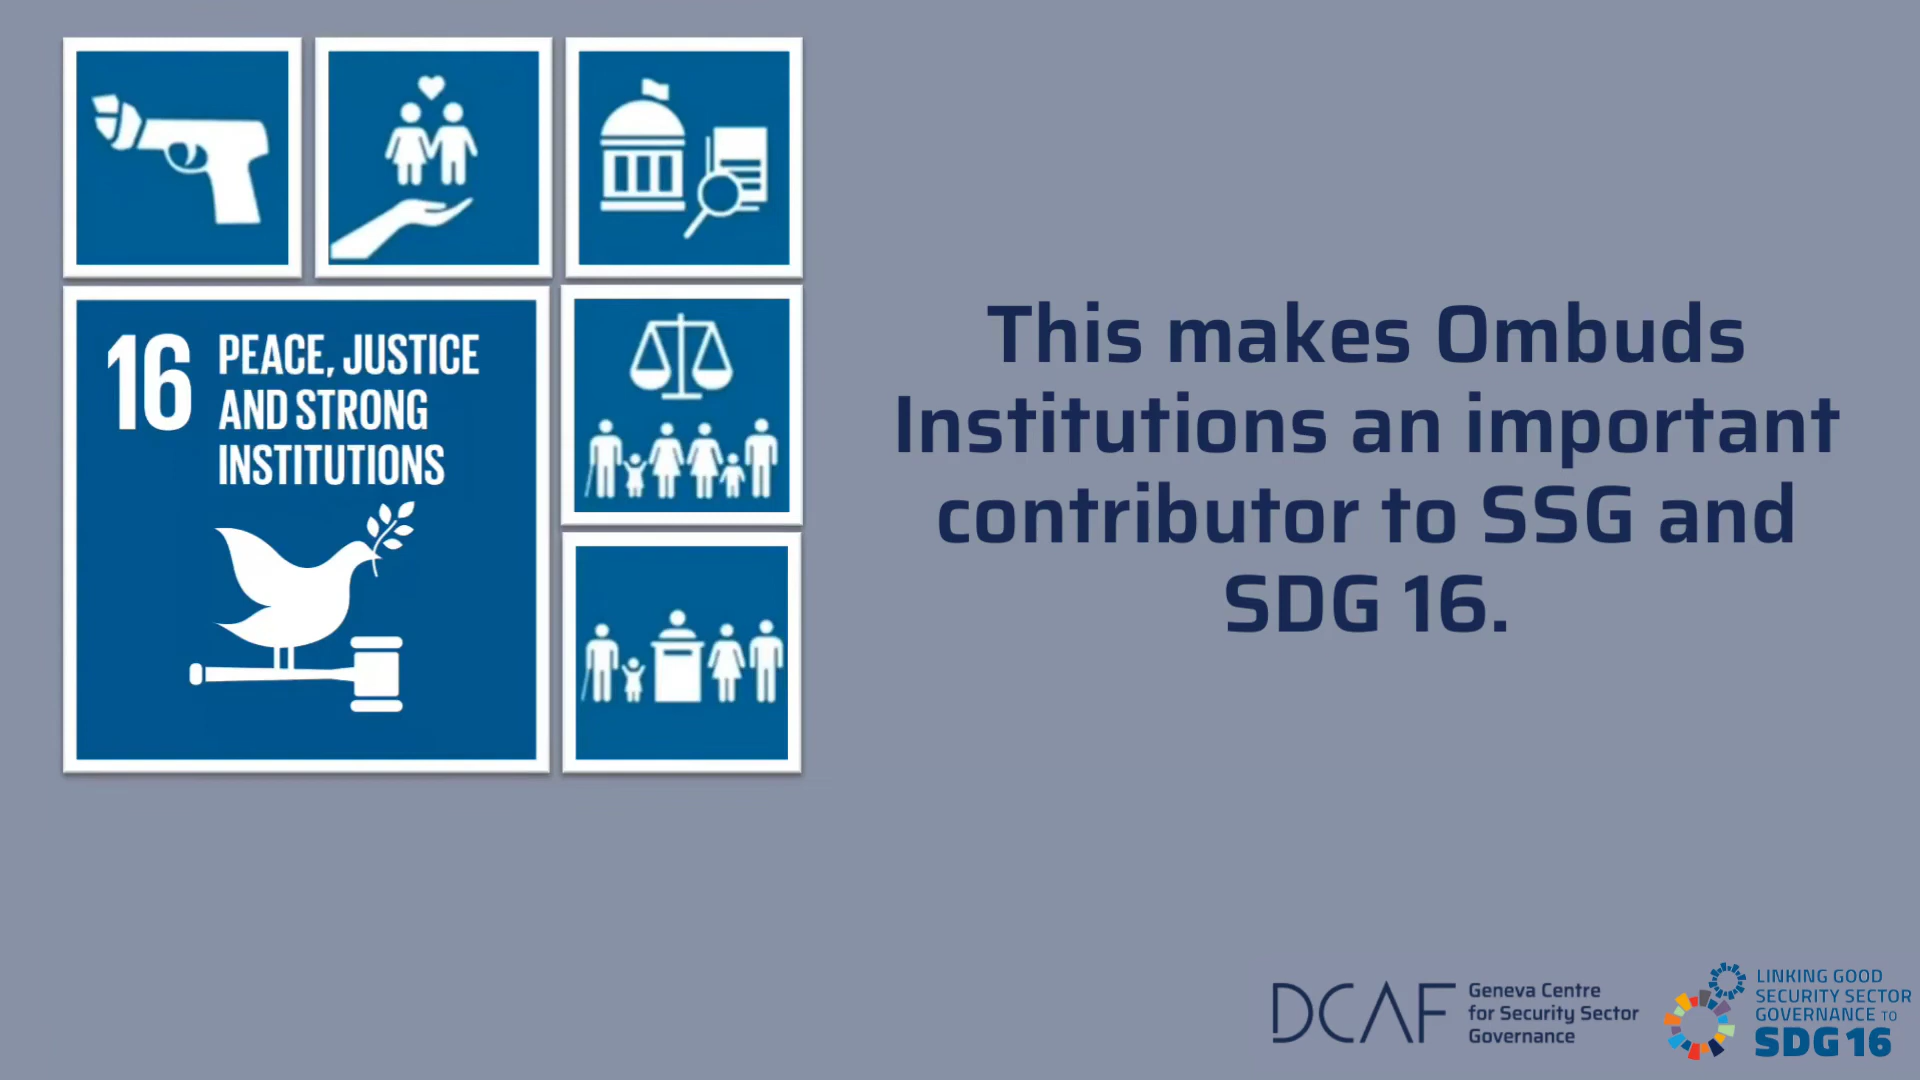 16 PEACE, JUSTICE
AND STRONG
INSTITUTIONS
This makes Ombuds
Institutions an important
contributor to SSG and
SDG 16.
DCAF
Geneva Centre
for Security Sector
Governance
LINKING GOOD
SECURITY SECTOR
GOVERNANCE TO
SDG 16